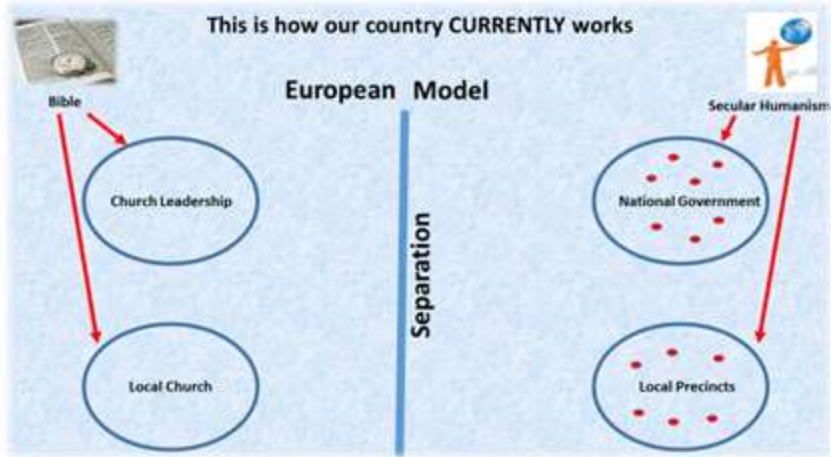 This is how our country CURRENTLY works
European Model
Bible
Secular Humanism
Church Leadership
National Government
Separation
Local Church
Local Precincts